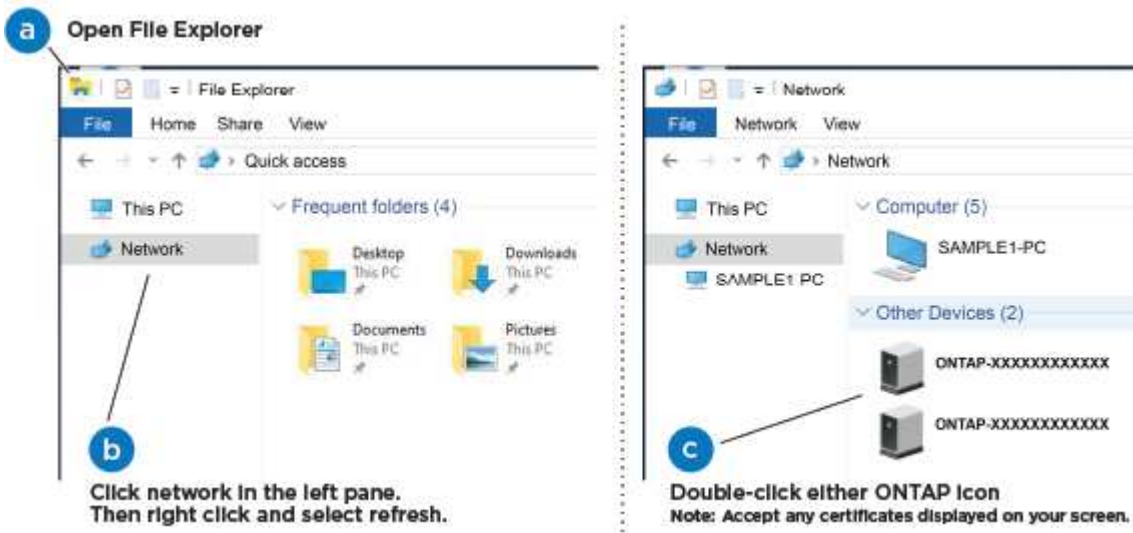 a
Open File Explorer
File Explorer
File Home Share View
Quick access
This PC
Network
Frequent folders (4)
Desktop
This PC
Downloads
This PC
Documents
This PC
Pictures
This PC
b
Click network in the left pane.
Then right click and select refresh.
Network
File Network View
Network
This PC
Network
SAMPLE1 PC
Computer (5)
SAMPLE1-PC
Other Devices (2)
ONTAP-XXXXXXXXXXXX
ONTAP-XXXXXXXXXXXX
c
Double-click either ONTAP icon
Note: Accept any certificates displayed on your screen.